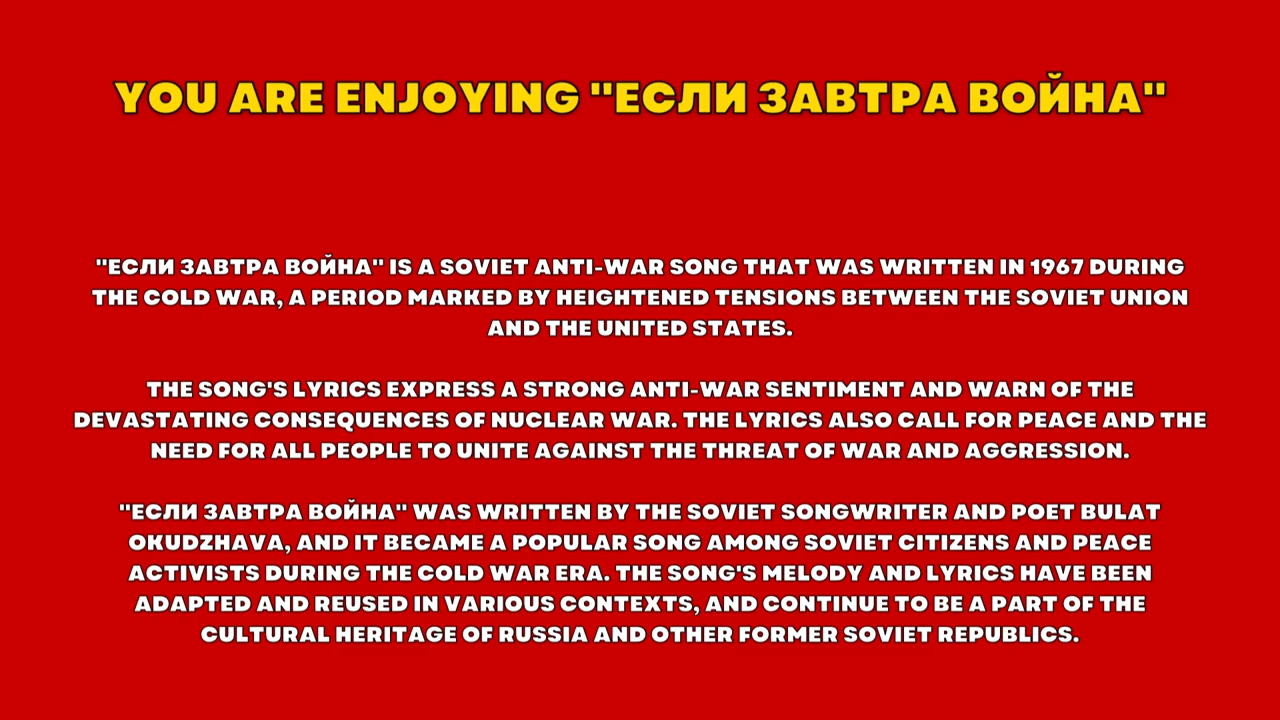 YOU ARE ENJOYING "ЕСЛИ ЗАВТРА ВОЙНА"
"ЕСЛИ ЗАВТРА ВОЙНА" IS A SOVIET ANTI-WAR SONG THAT WAS WRITTEN IN 1967 DURING
THE COLD WAR, A PERIOD MARKED BY HEIGHTENED TENSIONS BETWEEN THE SOVIET UNION
AND THE UNITED STATES.
THE SONG'S LYRICS EXPRESS A STRONG ANTI-WAR SENTIMENT AND WARN OF THE
DEVASTATING CONSEQUENCES OF NUCLEAR WAR. THE LYRICS ALSO CALL FOR PEACE AND THE
NEED FOR ALL PEOPLE TO UNITE AGAINST THE THREAT OF WAR AND AGGRESSION.
"ЕСЛИ ЗАВТРА ВОЙНА" WAS WRITTEN BY THE SOVIET SONGWRITER AND POET BULAT
OKUDZHAVA, AND IT BECAME A POPULAR SONG AMONG SOVIET CITIZENS AND PEACE
ACTIVISTS DURING THE COLD WAR ERA. THE SONG'S MELODY AND LYRICS HAVE BEEN
ADAPTED AND REUSED IN VARIOUS CONTEXTS, AND CONTINUE TO BE A PART OF THE
CULTURAL HERITAGE OF RUSSIA AND OTHER FORMER SOVIET REPUBLICS.